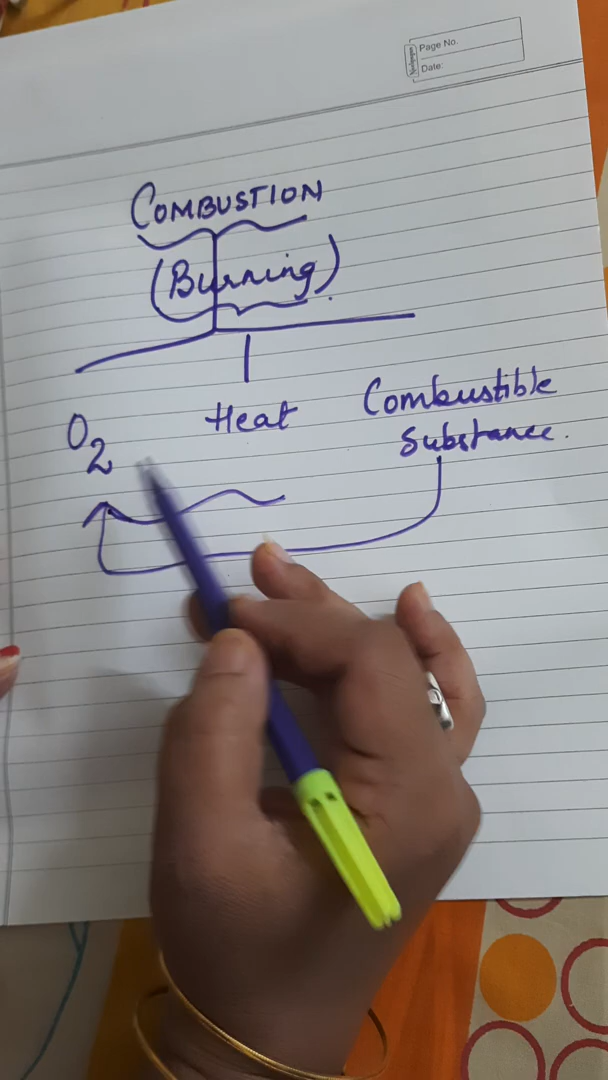 Page No.
Date:
COMBUSTION
(Burning)
O2
Heat
Combustible
Substance.